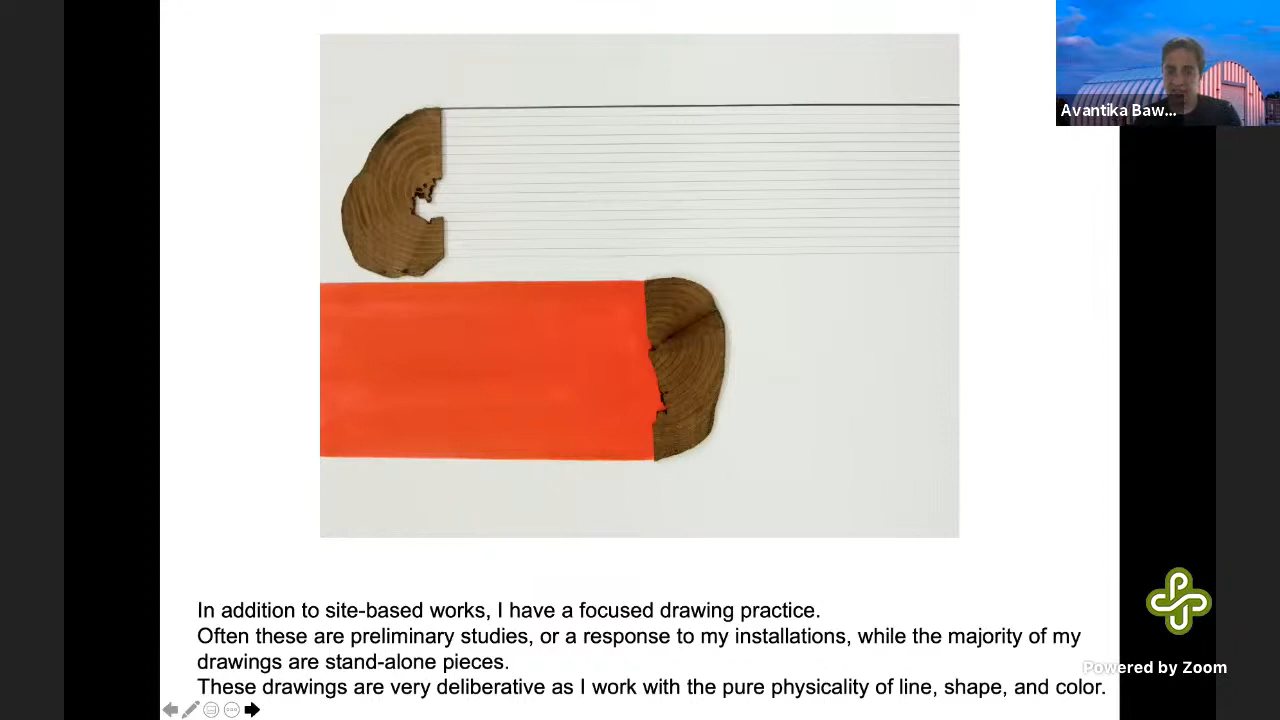 Avantika Baw...
In addition to site-based works, I have a focused drawing practice.
Often these are preliminary studies, or a response to my installations, while the majority of my
drawings are stand-alone pieces.
These drawings are very deliberative as I work with the pure physicality of line, shape, and color.
Powered by Zoom